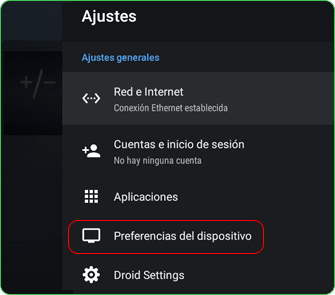 Ajustes
Ajustes generales
Red e Internet
Conexión Ethernet establecida
Cuentas e inicio de sesión
No hay ninguna cuenta
Aplicaciones
Preferencias del dispositivo
Droid Settings
+/-